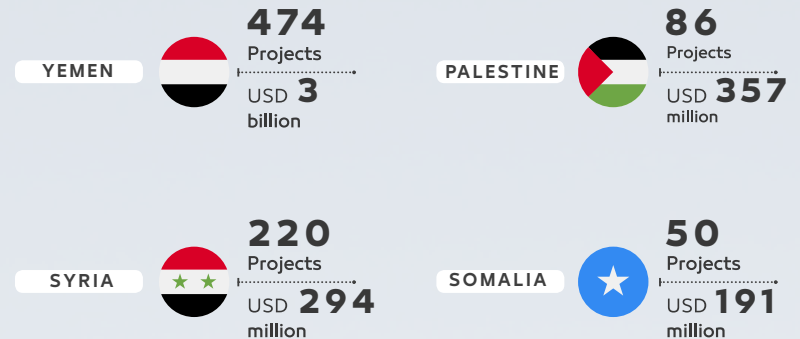 YEMEN
474
Projects
USD 3
billion
PALESTINE
86
Projects
USD 357
million
SYRIA
220
Projects
USD 294
million
SOMALIA
50
Projects
USD 191
million